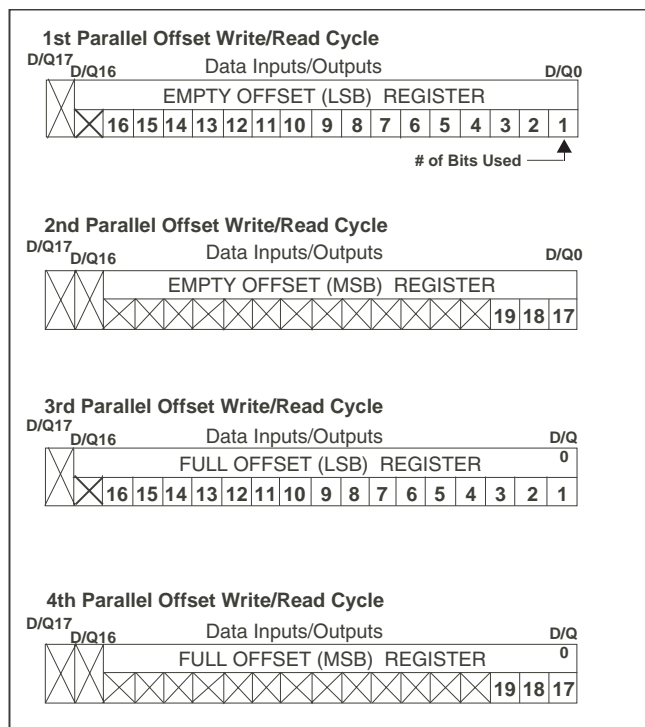 1st Parallel Offset Write/Read Cycle
D/Q17 D/Q16 Data Inputs/Outputs D/Q0
EMPTY OFFSET (LSB) REGISTER
16 15 14 13 12 11 10 9 8 7 6 5 4 3 2 1
# of Bits Used
2nd Parallel Offset Write/Read Cycle
D/Q17 D/Q16 Data Inputs/Outputs D/Q0
EMPTY OFFSET (MSB) REGISTER
19 18 17
3rd Parallel Offset Write/Read Cycle
D/Q17 D/Q16 Data Inputs/Outputs D/Q
0
FULL OFFSET (LSB) REGISTER
16 15 14 13 12 11 10 9 8 7 6 5 4 3 2 1
4th Parallel Offset Write/Read Cycle
D/Q17 D/Q16 Data Inputs/Outputs D/Q
0
FULL OFFSET (MSB) REGISTER
19 18 17